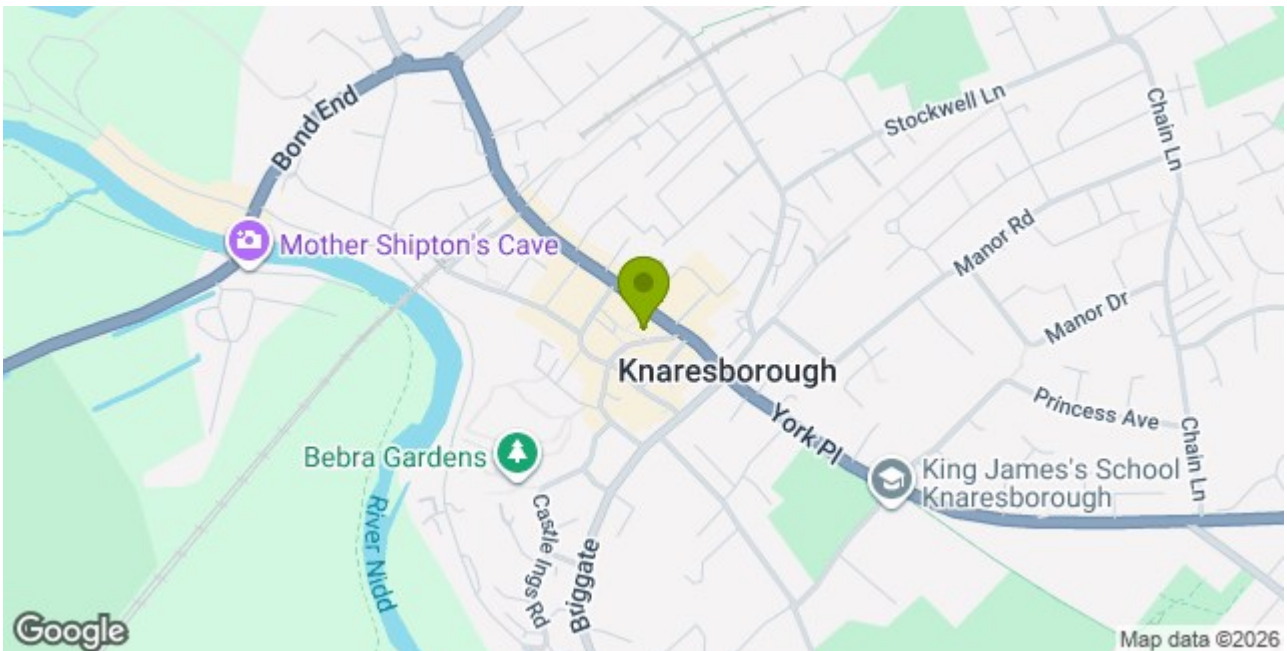 Bond End
Stockwell Ln
Chain Ln
Mother Shipton's Cave
Manor Rd
Manor Dr
Knaresborough
Princess Ave
York Pl
Chain Ln
Bebra Gardens
King James's School
Knaresborough
River Nidd
Castle Ings Rd
Briggate
Google
Map data ©2026